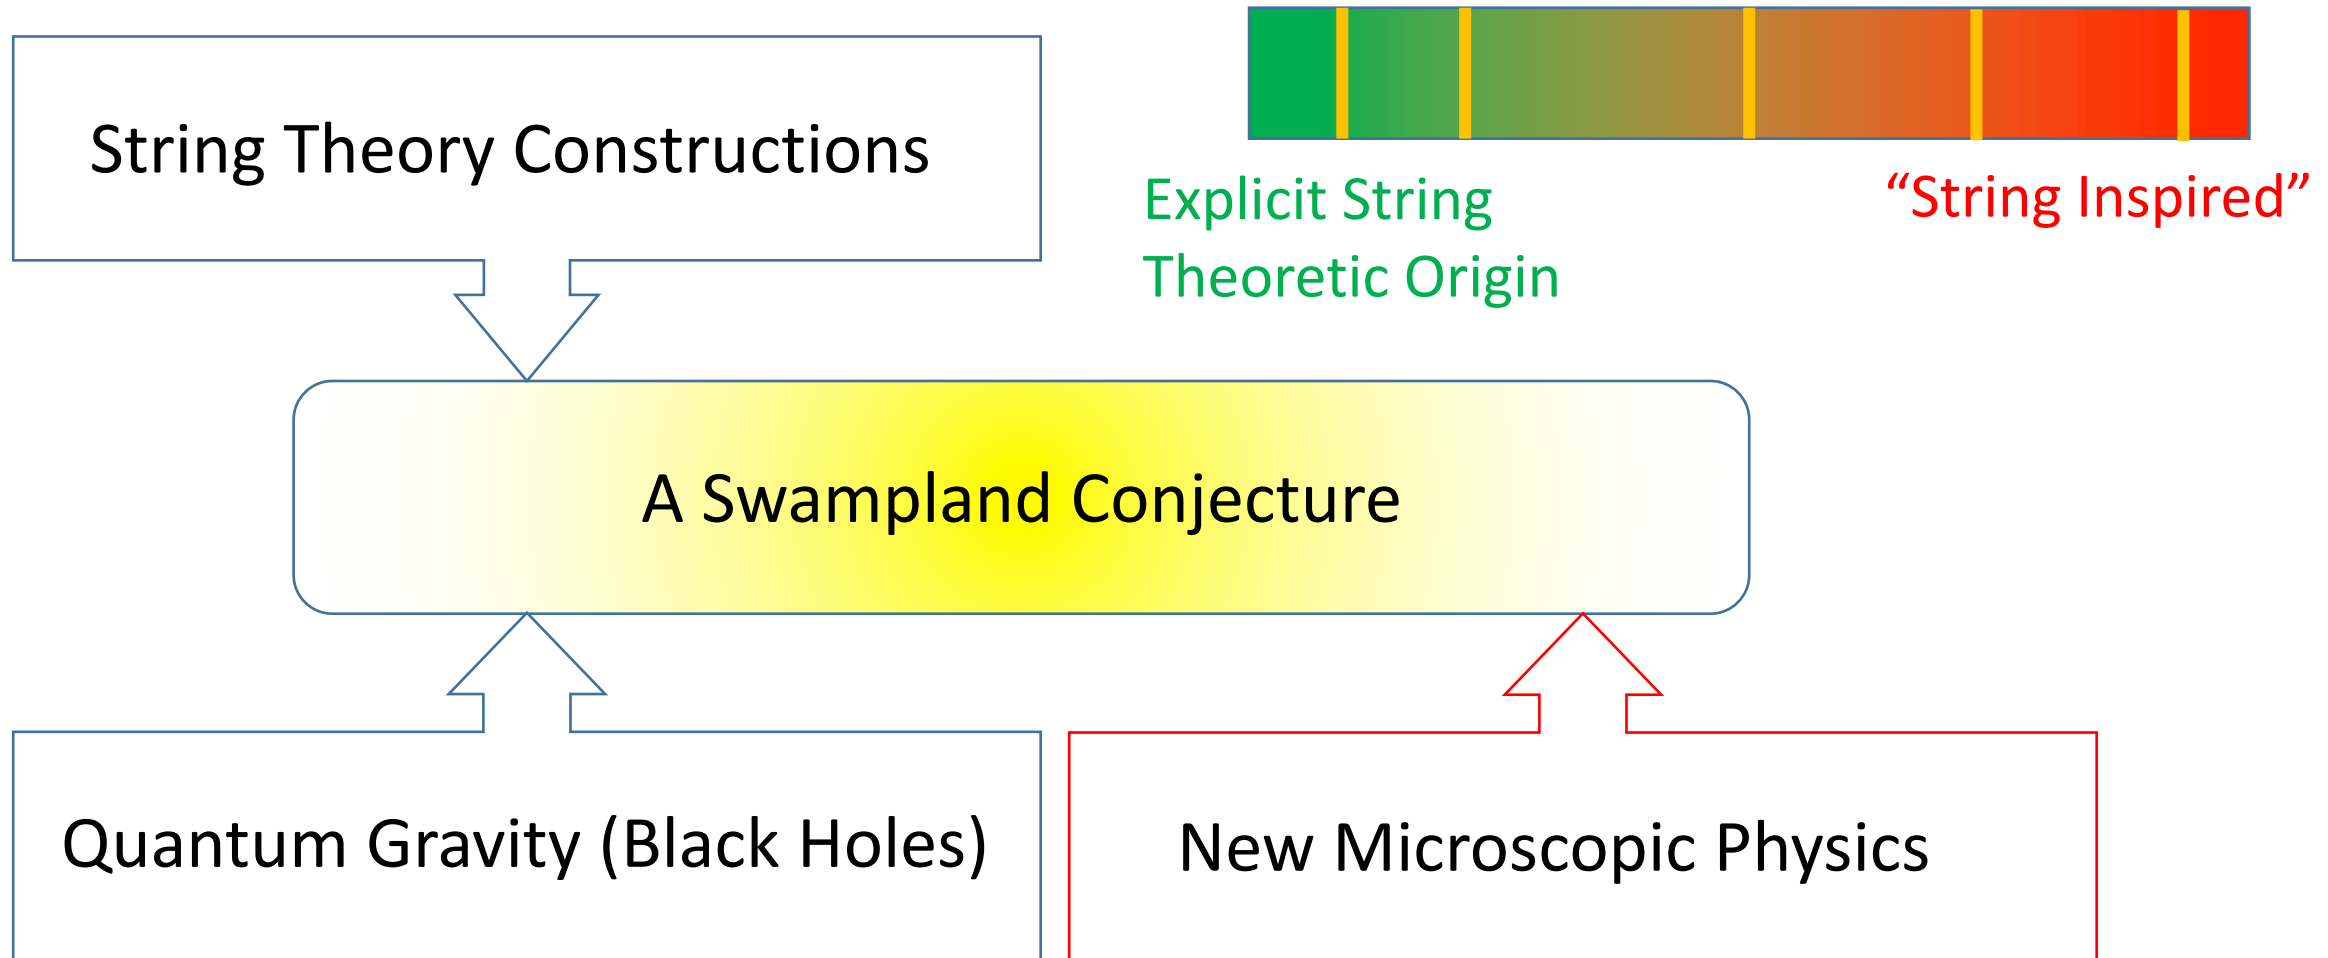 String Theory Constructions
Explicit String
Theoretic Origin
“String Inspired”
A Swampland Conjecture
Quantum Gravity (Black Holes)
New Microscopic Physics